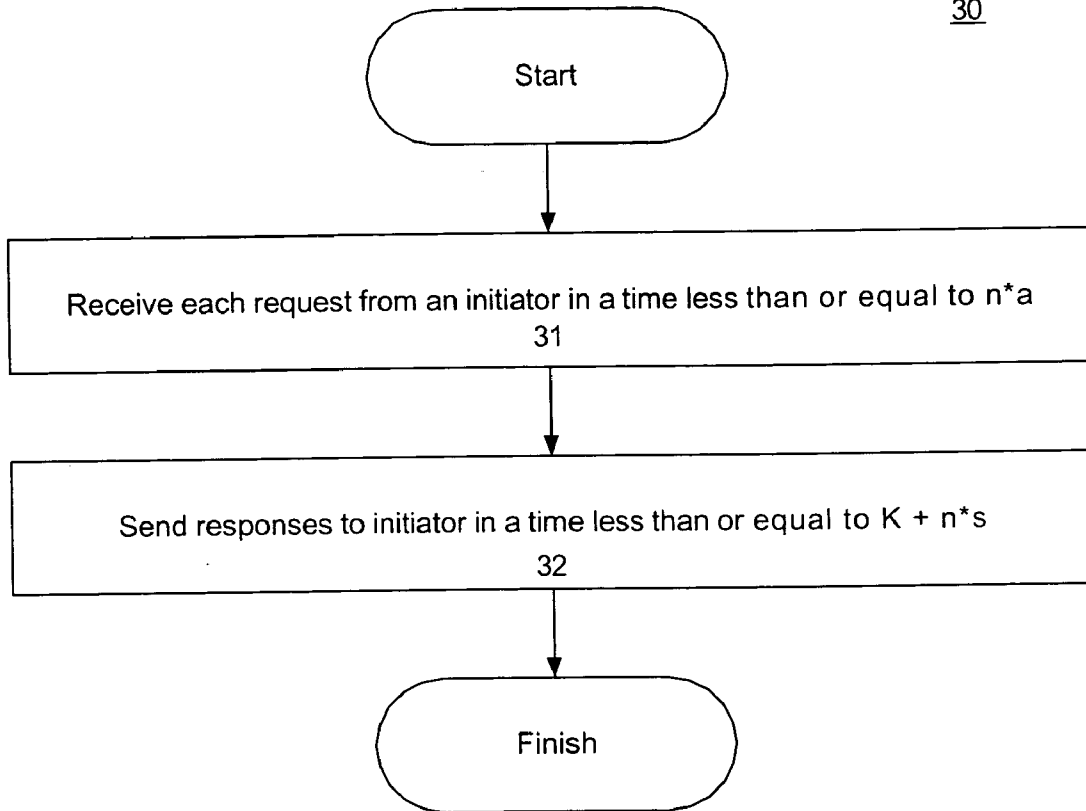 30
Start
Receive each request from an initiator in a time less than or equal to n*a
31
Send responses to initiator in a time less than or equal to K + n*s
32
Finish